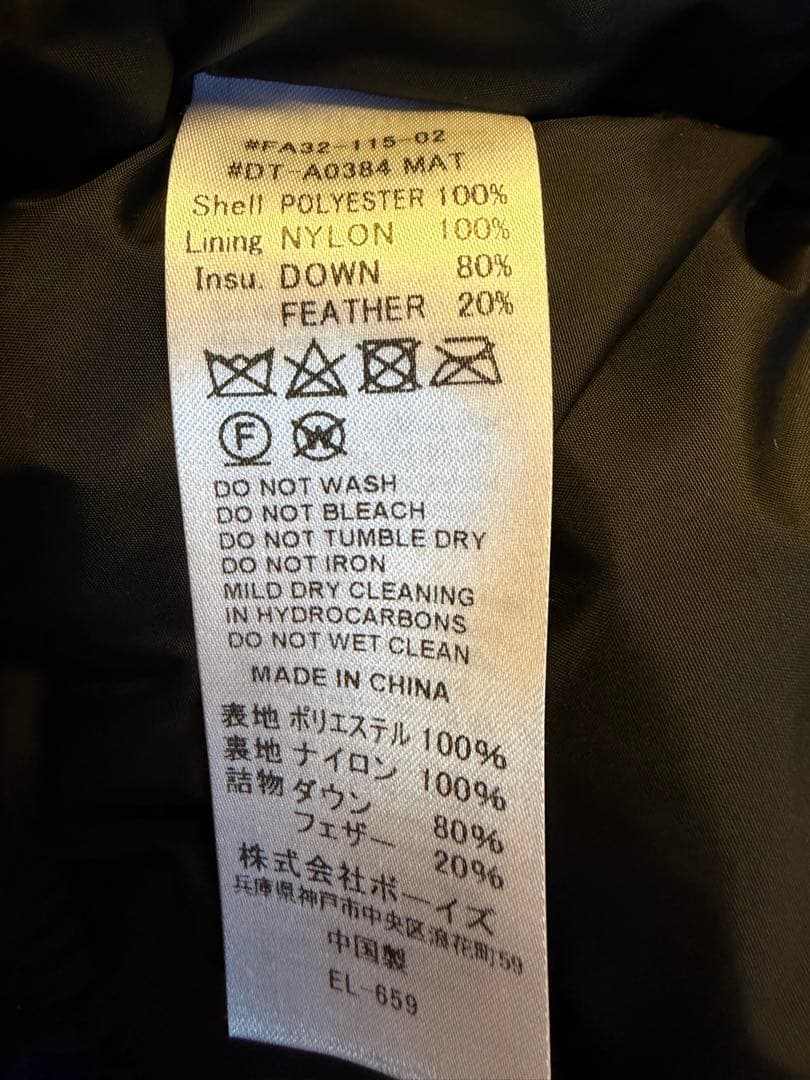 #FA32-115-02
#DT-A0384 MAT
Shell POLYESTER 100%
Lining NYLON 100%
Insu. DOWN 80%
FEATHER 20%
F W
DO NOT WASH
DO NOT BLEACH
DO NOT TUMBLE DRY
DO NOT IRON
MILD DRY CLEANING
IN HYDROCARBONS
DO NOT WET CLEAN
MADE IN CHINA
表地 ポリエステル 100%
裏地 ナイロン 100%
詰物 ダウン 80%
フェザー 20%
株式会社ボーイズ
兵庫県神戸市中央区浪花町59
中国製
EL-659